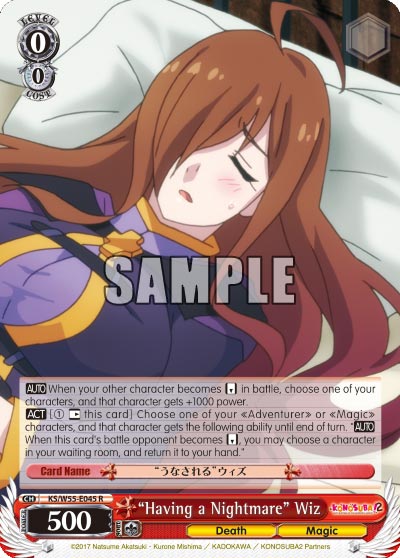 LEVEL
0
0
COST
SAMPLE
AUTO When your other character becomes in battle, choose one of your
characters, and that character gets +1000 power.
ACT [① this card] Choose one of your «Adventurer» or «Magic»
characters, and that character gets the following ability until end of turn. "AUTO
When this card's battle opponent becomes , you may choose a character
in your waiting room, and return it to your hand."
Card Name
"うなされる"ウィズ
CH KS/W55-E045 R
500
"Having a Nightmare" Wiz
KONOSUBA 2
Death
Magic
©2017 Natsume Akatsuki・Kurone Mishima / KADOKAWA / KONOSUBA2 Partners